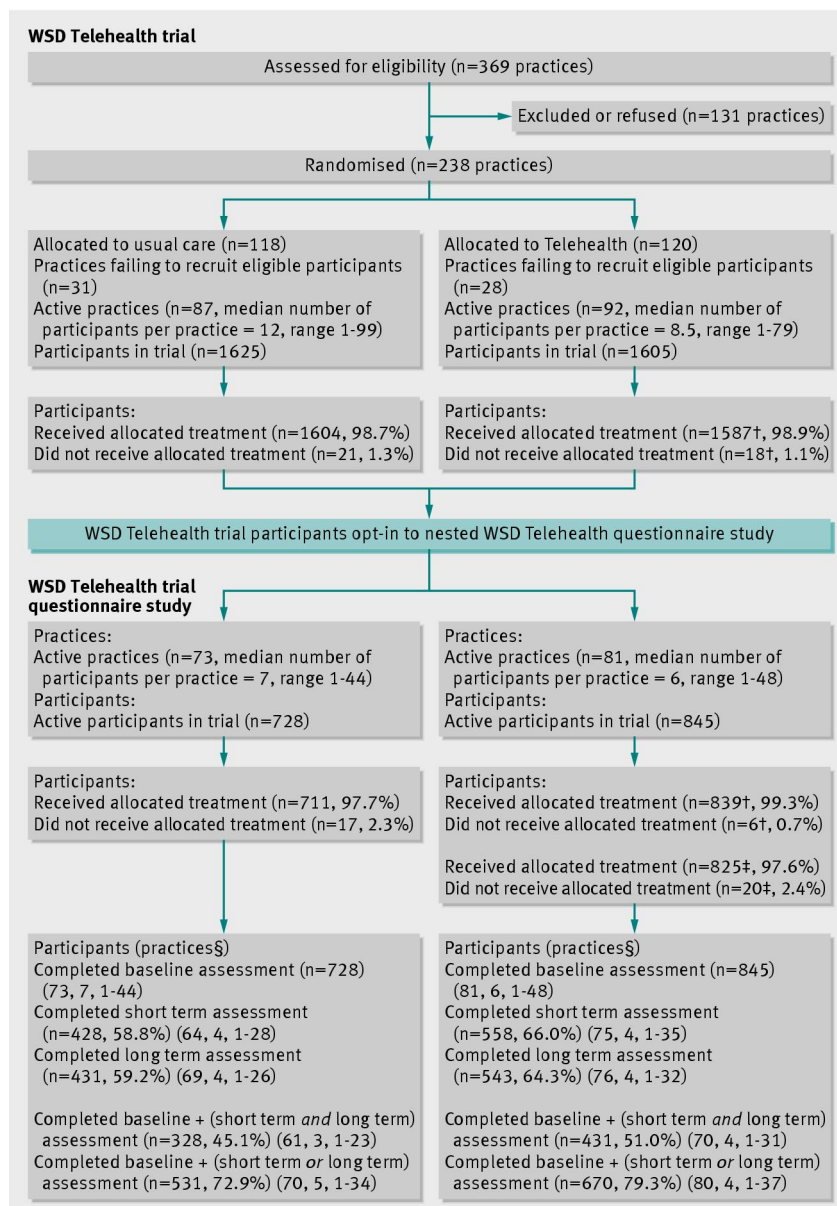 WSD Telehealth trial
Assessed for eligibility (n=369 practices)
Excluded or refused (n=131 practices)
Randomised (n=238 practices)
Allocated to usual care (n=118)
Practices failing to recruit eligible participants
(n=31)
Active practices (n=87, median number of
participants per practice = 12, range 1-99)
Participants in trial (n=1625)
Allocated to Telehealth (n=120)
Practices failing to recruit eligible participants
(n=28)
Active practices (n=92, median number of
participants per practice = 8.5, range 1-79)
Participants in trial (n=1605)
Participants:
Received allocated treatment (n=1604, 98.7%)
Did not receive allocated treatment (n=21, 1.3%)
Participants:
Received allocated treatment (n=1587†, 98.9%)
Did not receive allocated treatment (n=18†, 1.1%)
WSD Telehealth trial participants opt-in to nested WSD Telehealth questionnaire study
WSD Telehealth trial
questionnaire study
Practices:
Active practices (n=73, median number of
participants per practice = 7, range 1-44)
Participants:
Active participants in trial (n=728)
Practices:
Active practices (n=81, median number of
participants per practice = 6, range 1-48)
Participants:
Active participants in trial (n=845)
Participants:
Received allocated treatment (n=711, 97.7%)
Did not receive allocated treatment (n=17, 2.3%)
Participants:
Received allocated treatment (n=839†, 99.3%)
Did not receive allocated treatment (n=6†, 0.7%)
Received allocated treatment (n=825‡, 97.6%)
Did not receive allocated treatment (n=20‡, 2.4%)
Participants (practices§)
Completed baseline assessment (n=728)
(73, 7, 1-44)
Completed short term assessment
(n=428, 58.8%) (64, 4, 1-28)
Completed long term assessment
(n=431, 59.2%) (69, 4, 1-26)
Completed baseline + (short term and long term)
assessment (n=328, 45.1%) (61, 3, 1-23)
Completed baseline + (short term or long term)
assessment (n=531, 72.9%) (70, 5, 1-34)
Participants (practices§)
Completed baseline assessment (n=845)
(81, 6, 1-48)
Completed short term assessment
(n=558, 66.0%) (75, 4, 1-35)
Completed long term assessment
(n=543, 64.3%) (76, 4, 1-32)
Completed baseline + (short term and long term)
assessment (n=431, 51.0%) (70, 4, 1-31)
Completed baseline + (short term or long term)
assessment (n=670, 79.3%) (80, 4, 1-37)